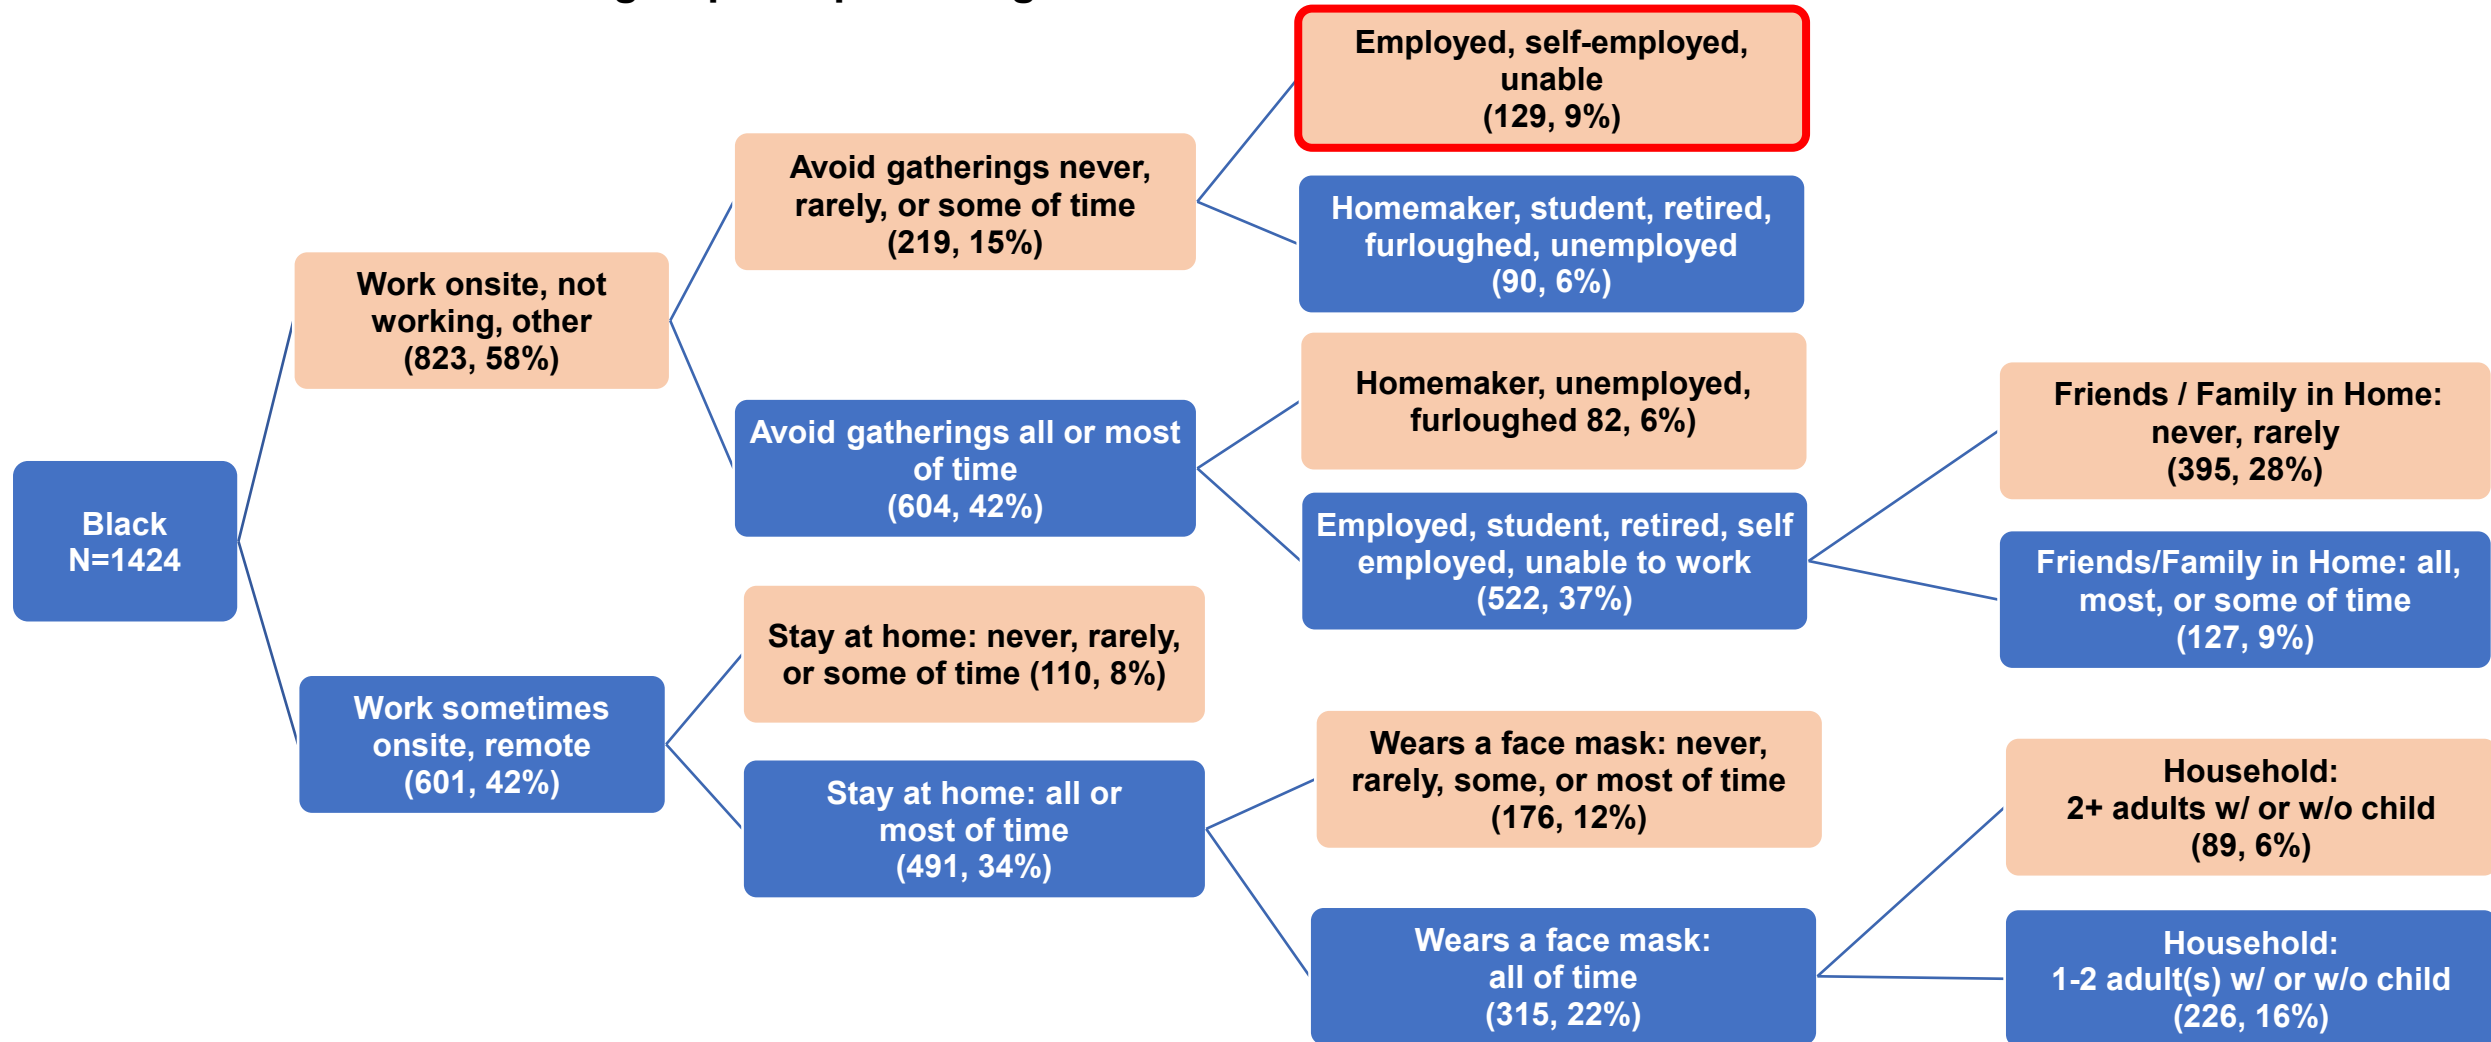 Employed, self-employed,
unable
(129, 9%)
Avoid gatherings never,
rarely, or some of time
(219, 15%)
Homemaker, student, retired,
furloughed, unemployed
(90, 6%)
Work onsite, not
working, other
(823, 58%)
Homemaker, unemployed,
furloughed 82, 6%)
Friends / Family in Home:
never, rarely
(395, 28%)
Avoid gatherings all or most
of time
(604, 42%)
Black
N=1424
Employed, student, retired, self
employed, unable to work
(522, 37%)
Friends/Family in Home: all,
most, or some of time
(127, 9%)
Stay at home: never, rarely,
or some of time (110, 8%)
Work sometimes
onsite, remote
(601, 42%)
Wears a face mask: never,
rarely, some, or most of time
(176, 12%)
Household:
2+ adults w/ or w/o child
(89, 6%)
Stay at home: all or
most of time
(491, 34%)
Wears a face mask:
all of time
(315, 22%)
Household:
1-2 adult(s) w/ or w/o child
(226, 16%)